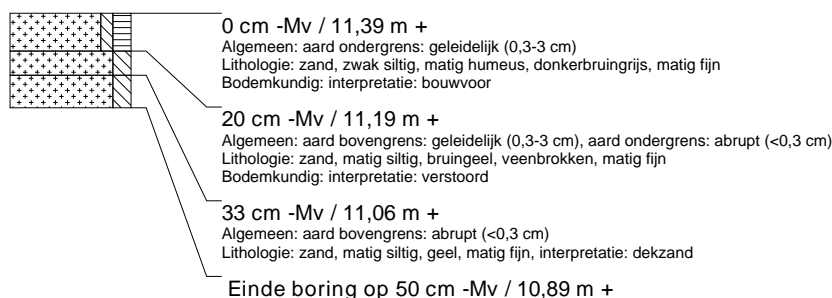 0 cm -Mv / 11,39 m +
Algemeen: aard ondergrens: geleidelijk (0,3-3 cm)
Lithologie: zand, zwak siltig, matig humeus, donkerbruingrijs, matig fijn
Bodemkundig: interpretatie: bouwvoor
20 cm -Mv / 11,19 m +
Algemeen: aard bovengrens: geleidelijk (0,3-3 cm), aard ondergrens: abrupt (<0,3 cm)
Lithologie: zand, matig siltig, bruingeel, veenbrokken, matig fijn
Bodemkundig: interpretatie: verstoord
33 cm -Mv / 11,06 m +
Algemeen: aard bovengrens: abrupt (<0,3 cm)
Lithologie: zand, matig siltig, geel, matig fijn, interpretatie: dekzand
Einde boring op 50 cm -Mv / 10,89 m +